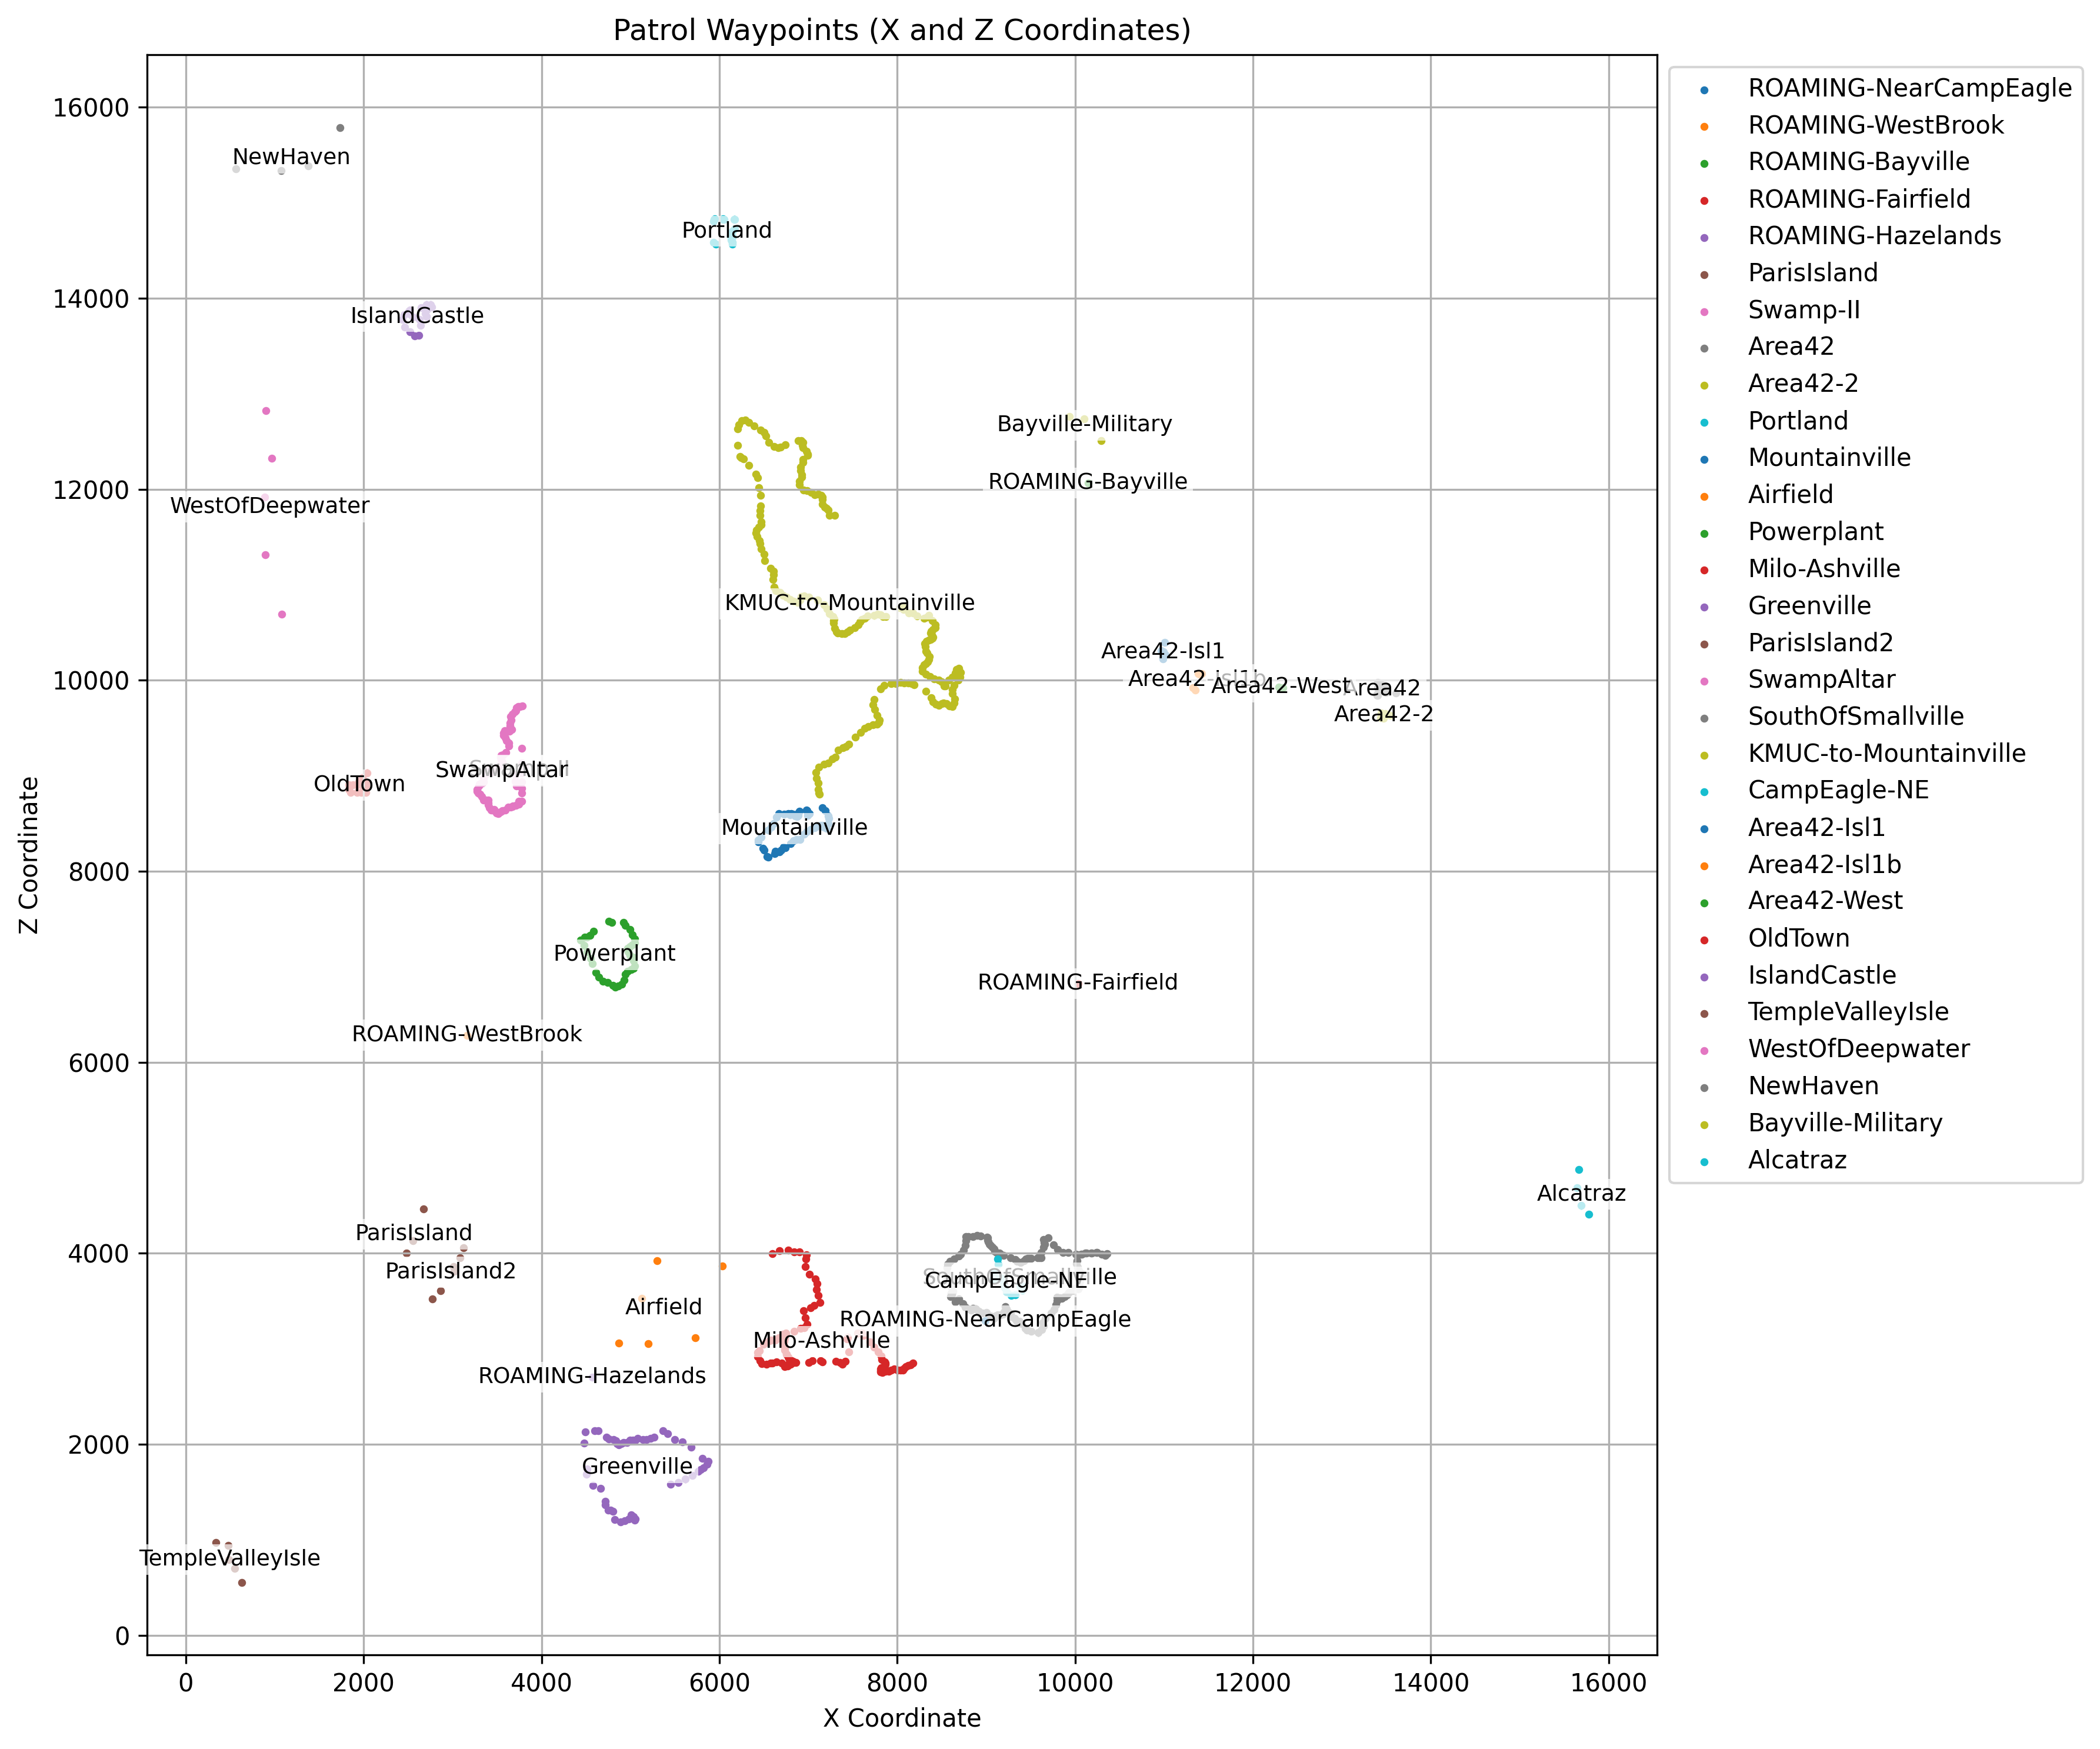 Patrol Waypoints (X and Z Coordinates)
16000
14000
12000
10000
8000
6000
4000
2000
0
Z Coordinate
0
2000
4000
6000
8000
10000
12000
14000
16000
X Coordinate
NewHaven
Portland
IslandCastle
Bayville-Military
ROAMING-Bayville
WestOfDeepwater
KMUC-to-Mountainville
Area42-Isl1
Area42-Isl1b
Area42-West
Area42
Area42-2
SwampAltar
OldTown
Mountainville
Powerplant
ROAMING-Fairfield
ROAMING-WestBrook
Alcatraz
ParisIsland
ParisIsland2
SouthOfSmallville
CampEagle-NE
Airfield
ROAMING-NearCampEagle
Milo-Ashville
ROAMING-Hazelands
Greenville
TempleValleyIsle
ROAMING-NearCampEagle
ROAMING-WestBrook
ROAMING-Bayville
ROAMING-Fairfield
ROAMING-Hazelands
ParisIsland
Swamp-II
Area42
Area42-2
Portland
Mountainville
Airfield
Powerplant
Milo-Ashville
Greenville
ParisIsland2
SwampAltar
SouthOfSmallville
KMUC-to-Mountainville
CampEagle-NE
Area42-Isl1
Area42-Isl1b
Area42-West
OldTown
IslandCastle
TempleValleyIsle
WestOfDeepwater
NewHaven
Bayville-Military
Alcatraz